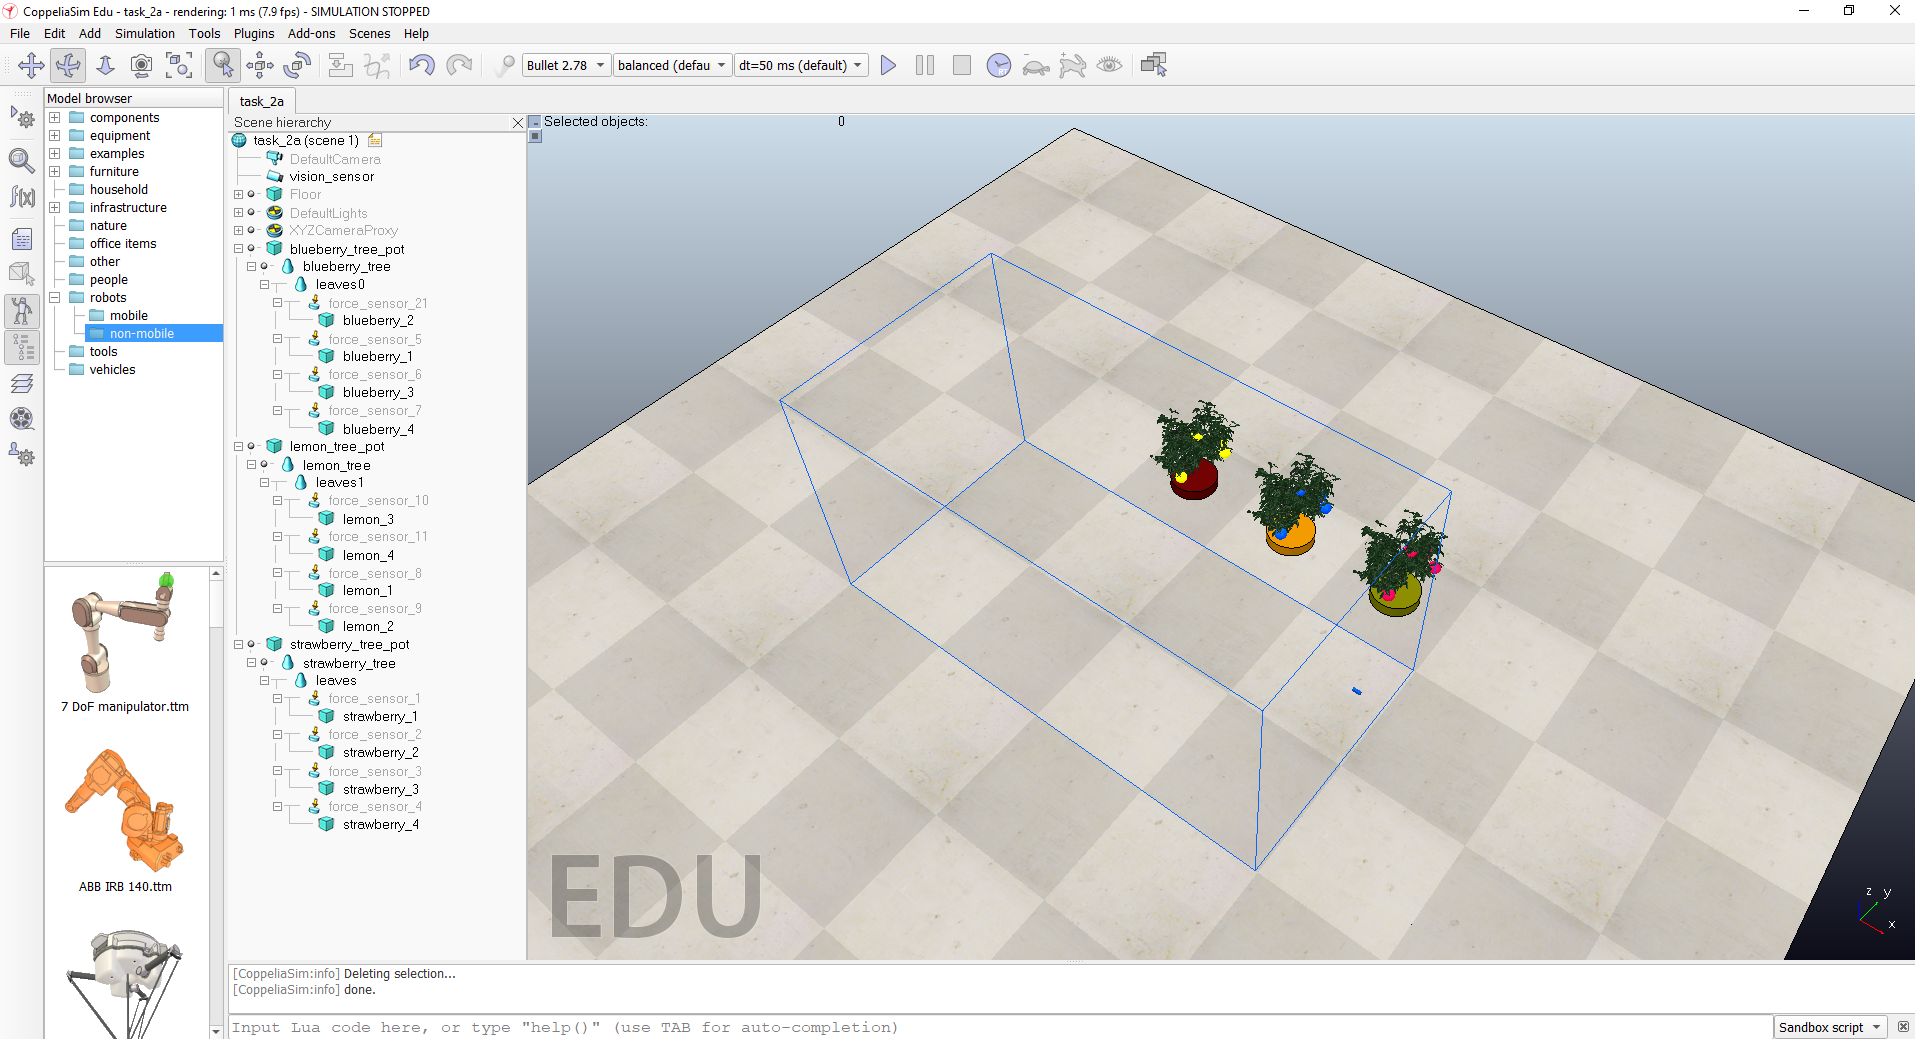 CoppeliaSim Edu - task_2a - rendering: 1 ms (7.9 fps) - SIMULATION STOPPED
File Edit Add Simulation Tools Plugins Add-ons Scenes Help
Bullet 2.78 balanced (defau dt=50 ms (default) RT
Model browser
components
equipment
examples
furniture
household
infrastructure
nature
office items
other
people
robots
mobile
non-mobile
tools
vehicles
7 DoF manipulator.ttm
ABB IRB 140.ttm
task_2a
Scene hierarchy
task_2a (scene 1)
DefaultCamera
vision_sensor
Floor
DefaultLights
XYZCameraProxy
blueberry_tree_pot
blueberry_tree
leaves0
force_sensor_21
blueberry_2
force_sensor_5
blueberry_1
force_sensor_6
blueberry_3
force_sensor_7
blueberry_4
lemon_tree_pot
lemon_tree
leaves1
force_sensor_10
lemon_3
force_sensor_11
lemon_4
force_sensor_8
lemon_1
force_sensor_9
lemon_2
strawberry_tree_pot
strawberry_tree
leaves
force_sensor_1
strawberry_1
force_sensor_2
strawberry_2
force_sensor_3
strawberry_3
force_sensor_4
strawberry_4
Selected objects: 0
EDU
z y
x
[CoppeliaSim:info] Deleting selection...
[CoppeliaSim:info] done.
Input Lua code here, or type "help()" (use TAB for auto-completion)
Sandbox script